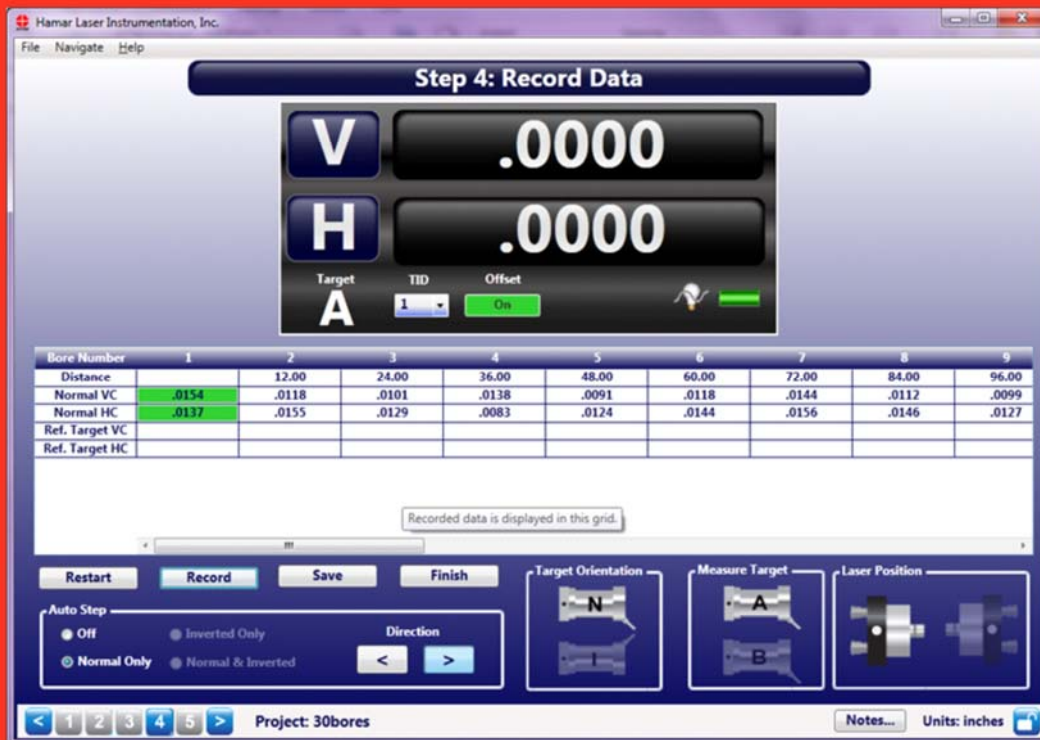 Hamar Laser Instrumentation, Inc.
File Navigate Help
Step 4: Record Data
V .0000
H .0000
Target TID Offset
A 1 On
Bore Number 1 2 3 4 5 6 7 8 9
Distance 12.00 24.00 36.00 48.00 60.00 72.00 84.00 96.00
Normal VC .0154 .0118 .0101 .0138 .0091 .0118 .0144 .0112 .0099
Normal HC .0137 .0155 .0129 .0083 .0124 .0144 .0156 .0146 .0127
Ref. Target VC
Ref. Target HC
Recorded data is displayed in this grid.
Restart Record Save Finish
Target Orientation Measure Target Laser Position
N A
I B
Auto Step
Off Inverted Only Direction
Normal Only Normal & Inverted < >
< 1 2 3 4 5 > Project: 30bores Notes... Units: inches